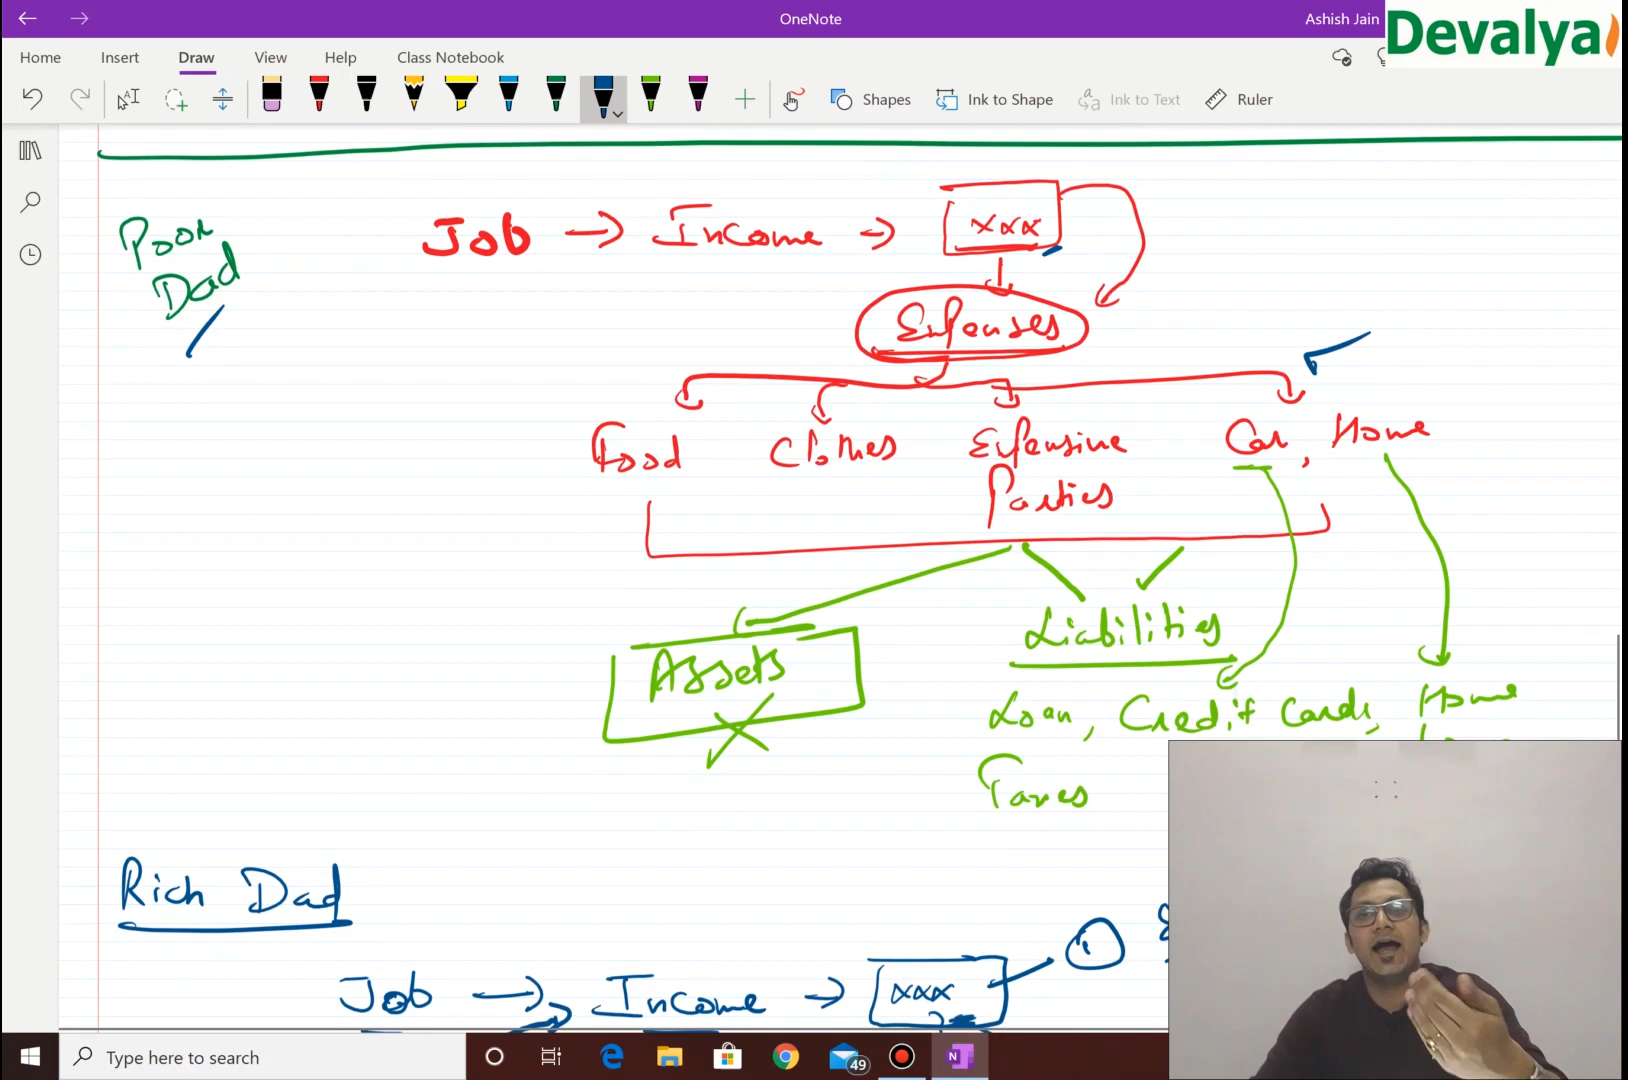 OneNote
Ashish Jain
Devalya
Home Insert Draw View Help Class Notebook
Shapes Ink to Shape Ink to Text Ruler
Poor
Dad
Job → Income → xxx
Expenses
Food Clothes Expensive
Parties
Car, Home
Assets
Liabilities
Loan, Credit Cards, Home
Taxes
Rich Dad
1
Job → Income → xxx
Type here to search
49
N